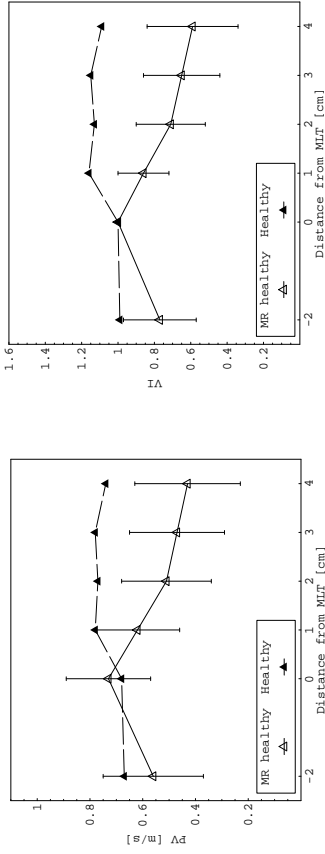 1
0.8
0.6
0.4
PV [m/s]
MR healthy
Healthy
-2 0 1 2 3 4
Distance from MLT [cm]
1.6
1.4
1.2
1
0.8
0.6
0.4
0.2
VI
MR healthy
Healthy
-2 0 1 2 3 4
Distance from MLT [cm]